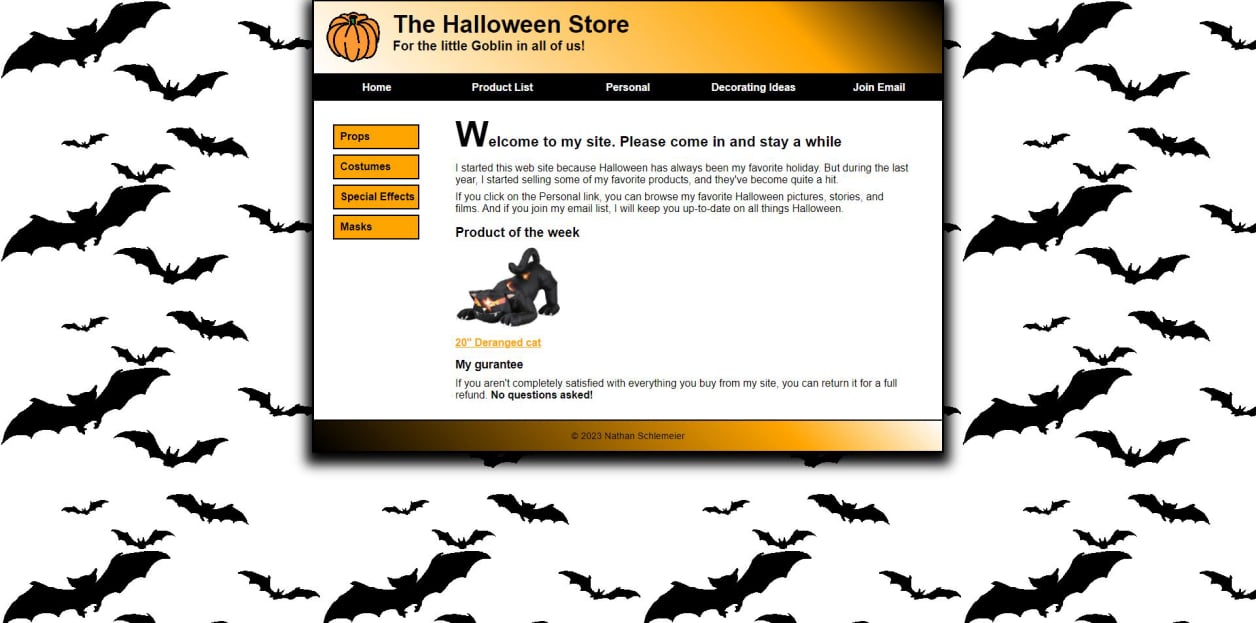 The Halloween Store
For the little Goblin in all of us!
Home Product List Personal Decorating Ideas Join Email
Props
Costumes
Special Effects
Masks
Welcome to my site. Please come in and stay a while
I started this web site because Halloween has always been my favorite holiday. But during the last
year, I started selling some of my favorite products, and they've become quite a hit.
If you click on the Personal link, you can browse my favorite Halloween pictures, stories, and
films. And if you join my email list, I will keep you up-to-date on all things Halloween.
Product of the week
20" Deranged cat
My gurantee
If you aren't completely satisfied with everything you buy from my site, you can return it for a full
refund. No questions asked!
© 2023 Nathan Schlemeier